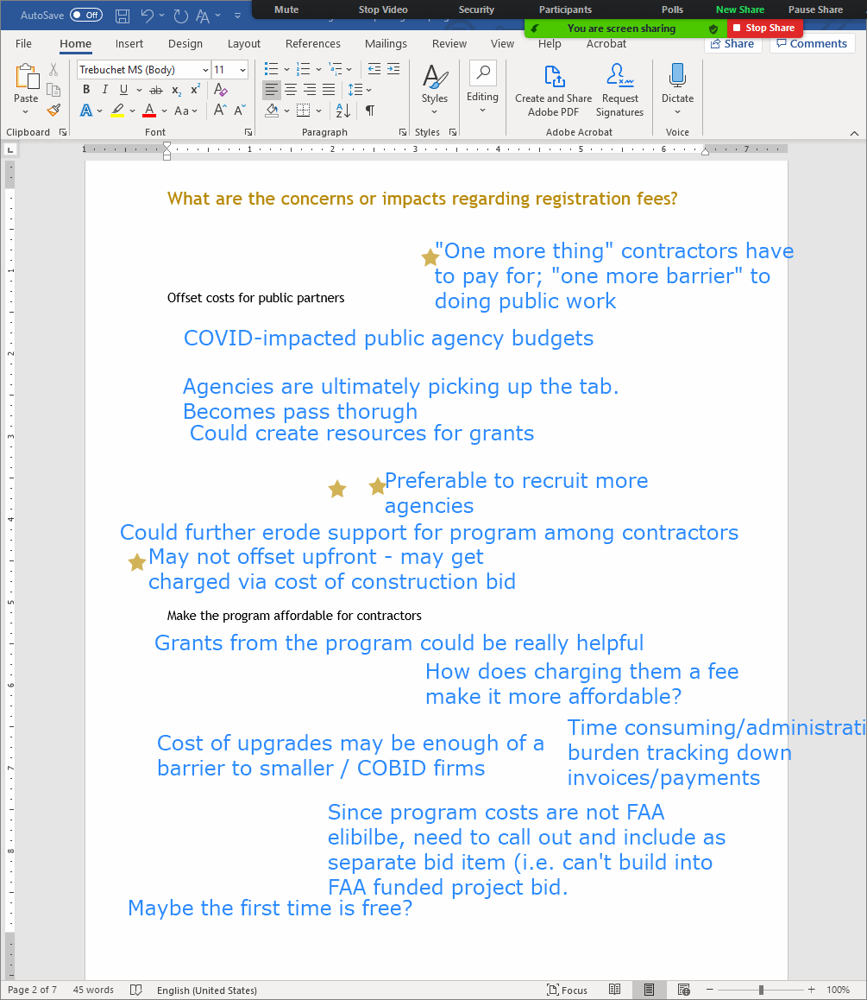 AutoSave Off
Mute Stop Video Security Participants Polls New Share Pause Share
You are screen sharing Stop Share
File Home Insert Design Layout References Mailings Review View Help Acrobat Share Comments
Trebuchet MS (Body) 11
Paste
Styles
Editing
Create and Share Adobe PDF
Request Signatures
Dictate
Clipboard Font Paragraph Styles Adobe Acrobat Voice
1 1 2 3 4 5 6 7
What are the concerns or impacts regarding registration fees?
"One more thing" contractors have
to pay for; "one more barrier" to
doing public work
Offset costs for public partners
COVID-impacted public agency budgets
Agencies are ultimately picking up the tab.
Becomes pass thorugh
Could create resources for grants
Preferable to recruit more
agencies
Could further erode support for program among contractors
May not offset upfront - may get
charged via cost of construction bid
Make the program affordable for contractors
Grants from the program could be really helpful
How does charging them a fee
make it more affordable?
Time consuming/administrati
burden tracking down
invoices/payments
Cost of upgrades may be enough of a
barrier to smaller / COBID firms
Since program costs are not FAA
elibilbe, need to call out and include as
separate bid item (i.e. can't build into
FAA funded project bid.
Maybe the first time is free?
Page 2 of 7 45 words English (United States) Focus 100%